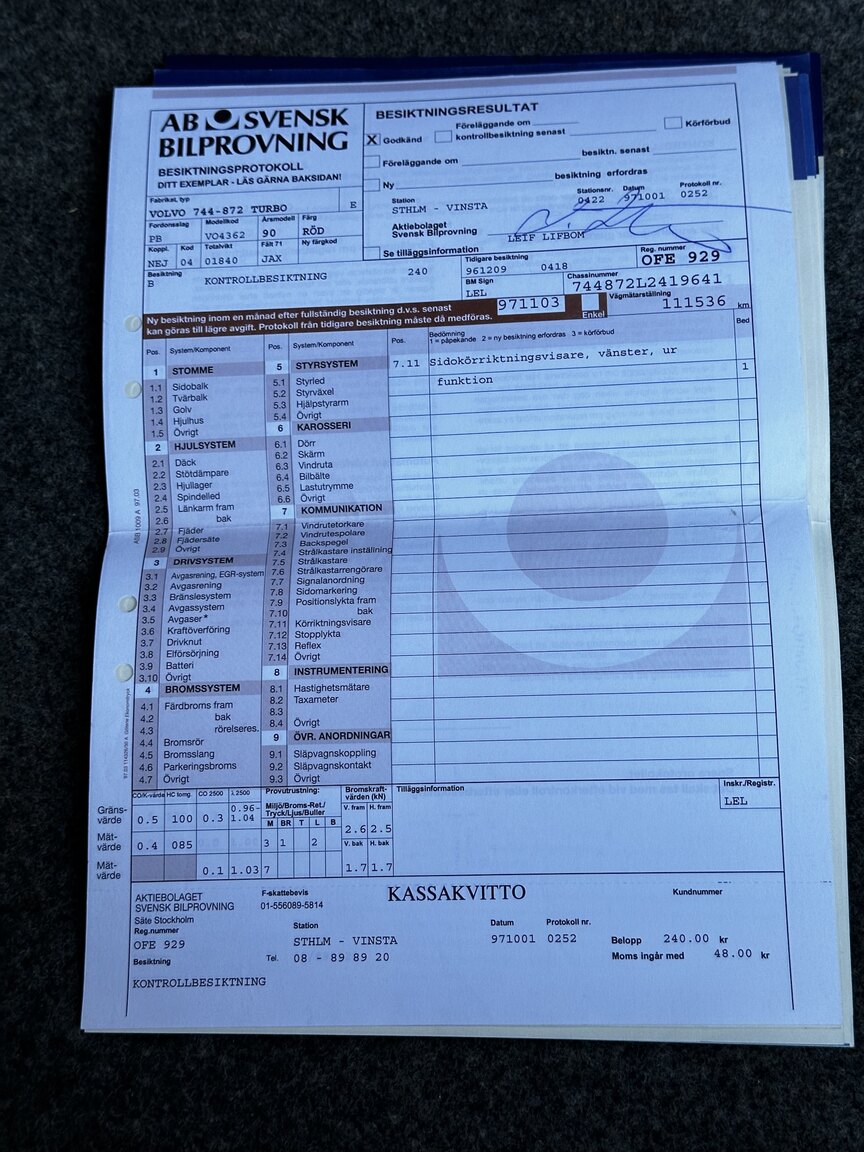 AB SVENSK
BILPROVNING
BESIKTNINGSPROTOKOLL
DITT EXEMPLAR - LÄS GÄRNA BAKSIDAN!
BESIKTNINGSRESULTAT
X Godkänd
Föreläggande om
kontrollbesiktning senast
Körförbud
Föreläggande om besiktn. senast
Ny besiktning erfordras
Fabrikat, typ
VOLVO 744-872 TURBO E
Fordonsslag Modellkod Årsmodell Färg
PB VO4362 90 RÖD
Koppl. Kod Totalvikt Fält 71 Ny färgkod
NEJ 04 01840 JAX
Station Stationsnr. Datum Protokoll nr.
STHLM - VINSTA 0422 971001 0252
Aktiebolaget
Svensk Bilprovning LEIF LIFBOM
Se tilläggsinformation
Besiktning
B KONTROLLBESIKTNING 240
Tidigare besiktning
961209 0418
Reg. nummer
OFE 929
BM Sign
LEL
Chassinummer
744872L2419641
Ny besiktning inom en månad efter fullständig besiktning d.v.s. senast 971103
kan göras till lägre avgift. Protokoll från tidigare besiktning måste då medföras.
Enkel
Vägmätarställning
111536 km
Pos. System/Komponent Pos. System/Komponent Pos. Bedömning Bed
1 = påpekande 2 = ny besiktning erfordras 3 = körförbud
7.11 Sidokörriktningsvisare, vänster, ur 1
funktion
1 STOMME
1.1 Sidobalk
1.2 Tvärbalk
1.3 Golv
1.4 Hjulhus
1.5 Övrigt
2 HJULSYSTEM
2.1 Däck
2.2 Stötdämpare
2.3 Hjullager
2.4 Spindelled
2.5 Länkarm fram
2.6 bak
2.7 Fjäder
2.8 Fjädersäte
2.9 Övrigt
3 DRIVSYSTEM
3.1 Avgasrening, EGR-system
3.2 Avgasrening
3.3 Bränslesystem
3.4 Avgassystem
3.5 Avgaser*
3.6 Kraftöverföring
3.7 Drivknut
3.8 Elförsörjning
3.9 Batteri
3.10 Övrigt
4 BROMSSYSTEM
4.1 Färdbroms fram
4.2 bak
4.3 rörelseres.
4.4 Bromsrör
4.5 Bromsslang
4.6 Parkeringsbroms
4.7 Övrigt
5 STYRSYSTEM
5.1 Styrled
5.2 Styrväxel
5.3 Hjälpstyrarm
5.4 Övrigt
6 KAROSSERI
6.1 Dörr
6.2 Skärm
6.3 Vindruta
6.4 Bilbälte
6.5 Lastutrymme
6.6 Övrigt
7 KOMMUNIKATION
7.1 Vindrutetorkare
7.2 Vindrutespolare
7.3 Backspegel
7.4 Strålkastare inställning
7.5 Strålkastare
7.6 Strålkastarrengörare
7.7 Signalanordning
7.8 Sidomarkering
7.9 Positionslykta fram
7.10 bak
7.11 Körriktningsvisare
7.12 Stopplykta
7.13 Reflex
7.14 Övrigt
8 INSTRUMENTERING
8.1 Hastighetsmätare
8.2 Taxameter
8.3
8.4 Övrigt
9 ÖVR. ANORDNINGAR
9.1 Släpvagnskoppling
9.2 Släpvagnskontakt
9.3 Övrigt
ASB 1009 A 97.03
CO/K-värde HC tomg. CO 2500 λ 2500
Gränsvärde 0.5 100 0.3 0.96-1.04
Mätvärde 0.4 085
Mätvärde 0.1 1.03
Provutrustning:
Miljö/Broms-Ret./
Tryck/Ljus/Buller
M BR T L B
3 1 2
7
Bromskraftvärden (kN)
V. fram H. fram
2.6 2.5
V. bak H. bak
1.7 1.7
Tilläggsinformation
Inskr./Registr.
LEL
AKTIEBOLAGET
SVENSK BILPROVNING
Säte Stockholm
F-skattebevis
01-556089-5814
KASSAKVITTO
Kundnummer
Reg.nummer
OFE 929
Station
STHLM - VINSTA
Tel. 08 - 89 89 20
Datum Protokoll nr.
971001 0252
Belopp 240.00 kr
Moms ingår med 48.00 kr
Besiktning
KONTROLLBESIKTNING